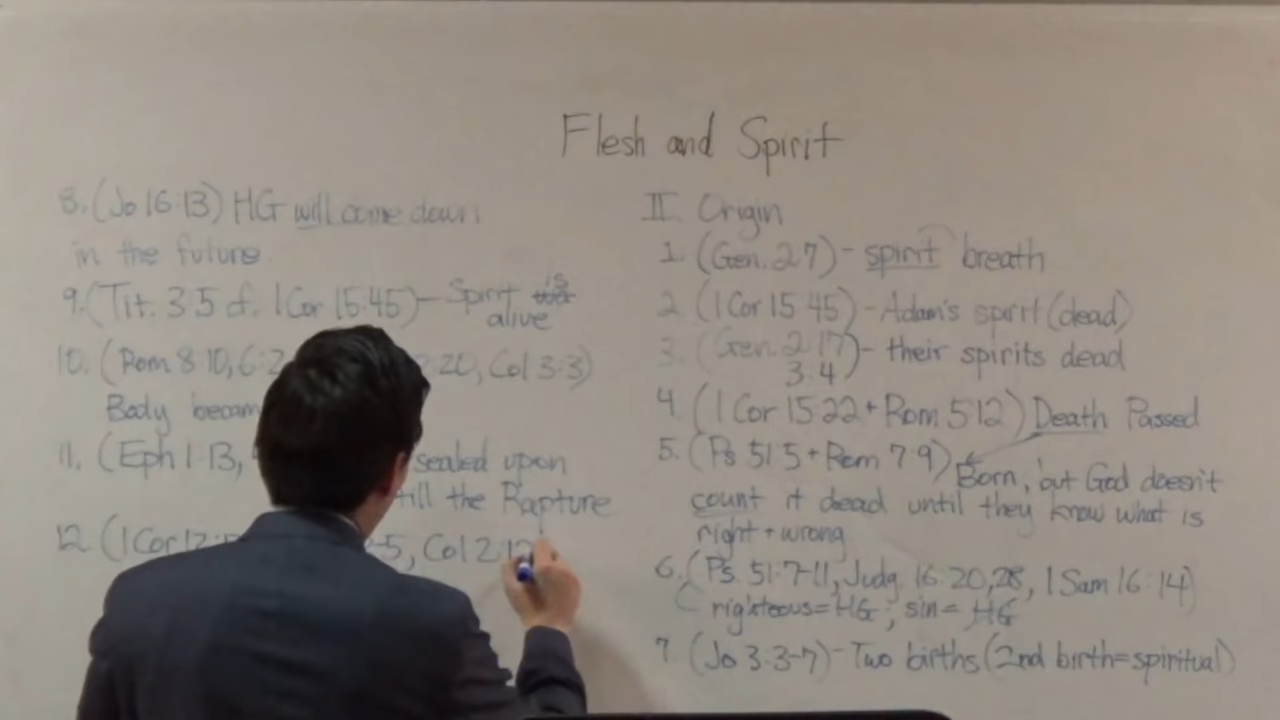 Flesh and Spirit
II. Origin
1. (Gen. 2:7) - spirit breath
2. (1 Cor 15:45) - Adam's spirit (dead)
3. (Gen. 2:17
3:4) - their spirits dead
4. (1 Cor 15:22 + Rom 5:12) Death Passed
5. (Ps 51:5 + Rom 7:9) Born, but God doesn't
count it dead until they know what is
right + wrong
6. (Ps. 51:7-11, Judg. 16:20,28, 1 Sam 16:14)
righteous = HG; sin = HG
7. (Jo 3:3-7) - Two births (2nd birth = spiritual)
8. (Jo 16:13) HG will come down
in the future
9. (Tit. 3:5 cf. 1 Cor 15:45) - Spirit is
alive
10. (Rom 8:10, 6:2 2:20, Col 3:3)
Body becam
11. (Eph 1:13, sealed upon
till the Rapture
12. (1 Cor 12: :5, Col 2:12